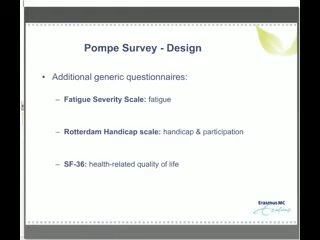 Pompe Survey - Design
• Additional generic questionnaires:
– Fatigue Severity Scale: fatigue
– Rotterdam Handicap scale: handicap & participation
– SF-36: health-related quality of life
Erasmus MC